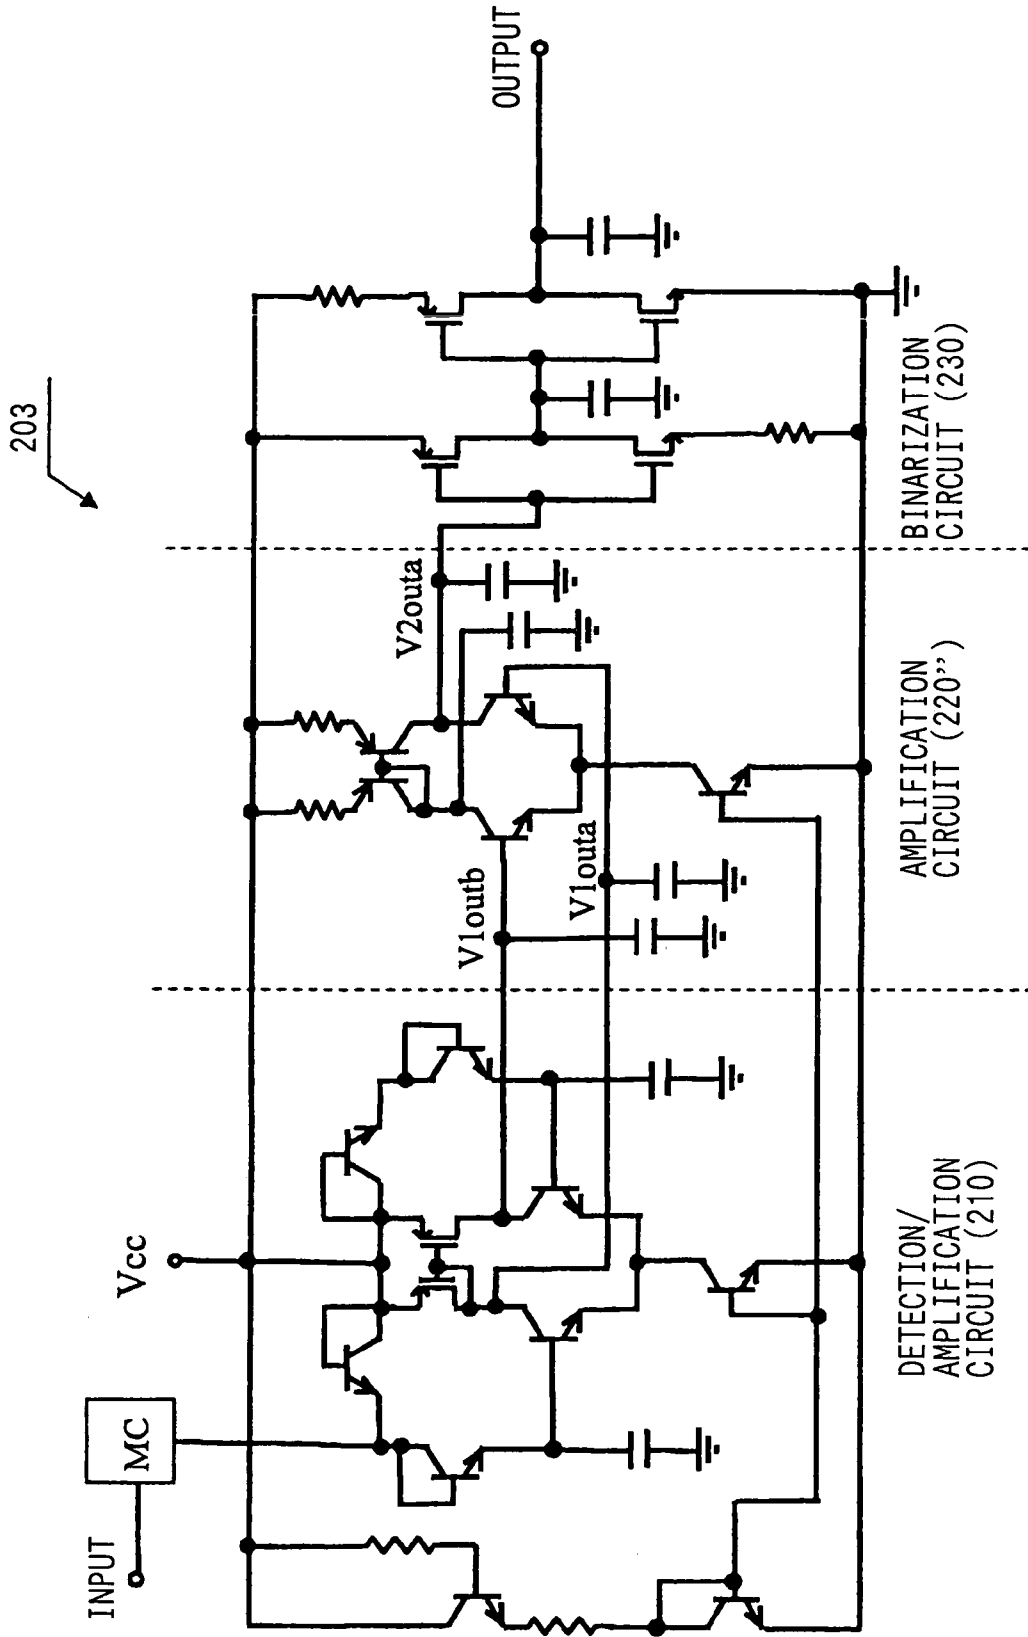 203
INPUT
MC
Vcc
V1outb
V1outa
V2outa
OUTPUT
DETECTION/
AMPLIFICATION
CIRCUIT (210)
AMPLIFICATION
CIRCUIT (220'')
BINARIZATION
CIRCUIT (230)